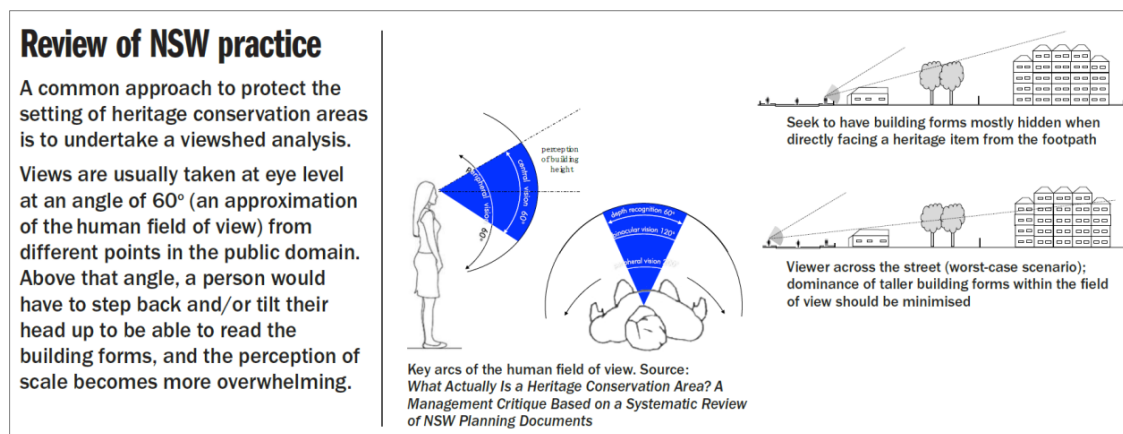 Review of NSW practice
A common approach to protect the
setting of heritage conservation areas
is to undertake a viewshed analysis.
Views are usually taken at eye level
at an angle of 60° (an approximation
of the human field of view) from
different points in the public domain.
Above that angle, a person would
have to step back and/or tilt their
head up to be able to read the
building forms, and the perception of
scale becomes more overwhelming.
perception
of building
height
central vision 60°
peripheral vision
60°
depth recognition 60°
vision 120°
vision
Key arcs of the human field of view. Source:
What Actually Is a Heritage Conservation Area? A
Management Critique Based on a Systematic Review
of NSW Planning Documents
Seek to have building forms mostly hidden when
directly facing a heritage item from the footpath
Viewer across the street (worst-case scenario);
dominance of taller building forms within the field
of view should be minimised